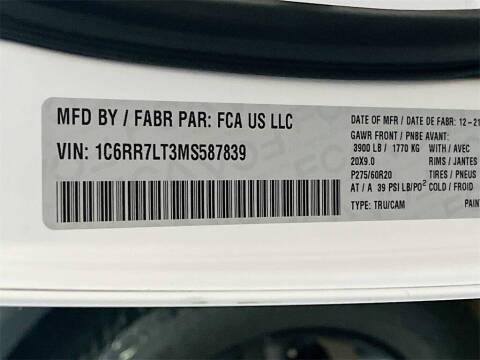 MFD BY / FABR PAR: FCA US LLC
VIN: 1C6RR7LT3MS587839
DATE OF MFR / DATE DE FABR: 12-21
GAWR FRONT / PNBE AVANT:
3900 LB / 1770 KG WITH / AVEC
20X9.0 RIMS / JANTES
P275/60R20 TIRES / PNEUS
AT / A 39 PSI LB/PO² COLD / FROID
TYPE: TRU/CAM PAIN